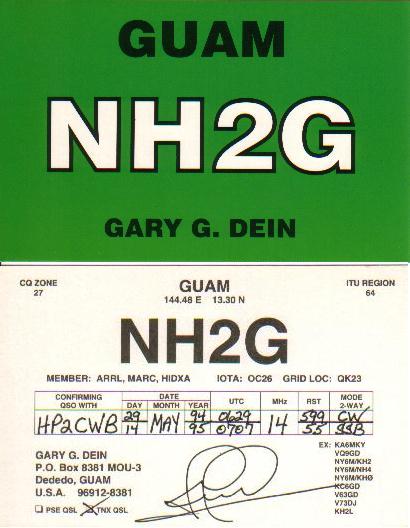 GUAM
NH2G
GARY G. DEIN
CQ ZONE GUAM ITU REGION
27 144.48 E 13.30 N 64
NH2G
MEMBER: ARRL, MARC, HIDXA IOTA: OC26 GRID LOC: QK23
CONFIRMING QSO WITH DATE DAY MONTH YEAR UTC MHz RST MODE 2-WAY
HP2CWB 29 MAY 94 0629 14 599 CW
14 95 0707 55 SSB
GARY G. DEIN
P.O. Box 8381 MOU-3
Dededo, GUAM
U.S.A. 96912-8381
PSE QSL TNX QSL
EX: KA6MKY
VQ9GD
NY6M/KH2
NY6M/NH4
NY6M/KHØ
KC6GD
V63GD
V73DJ
KH2L